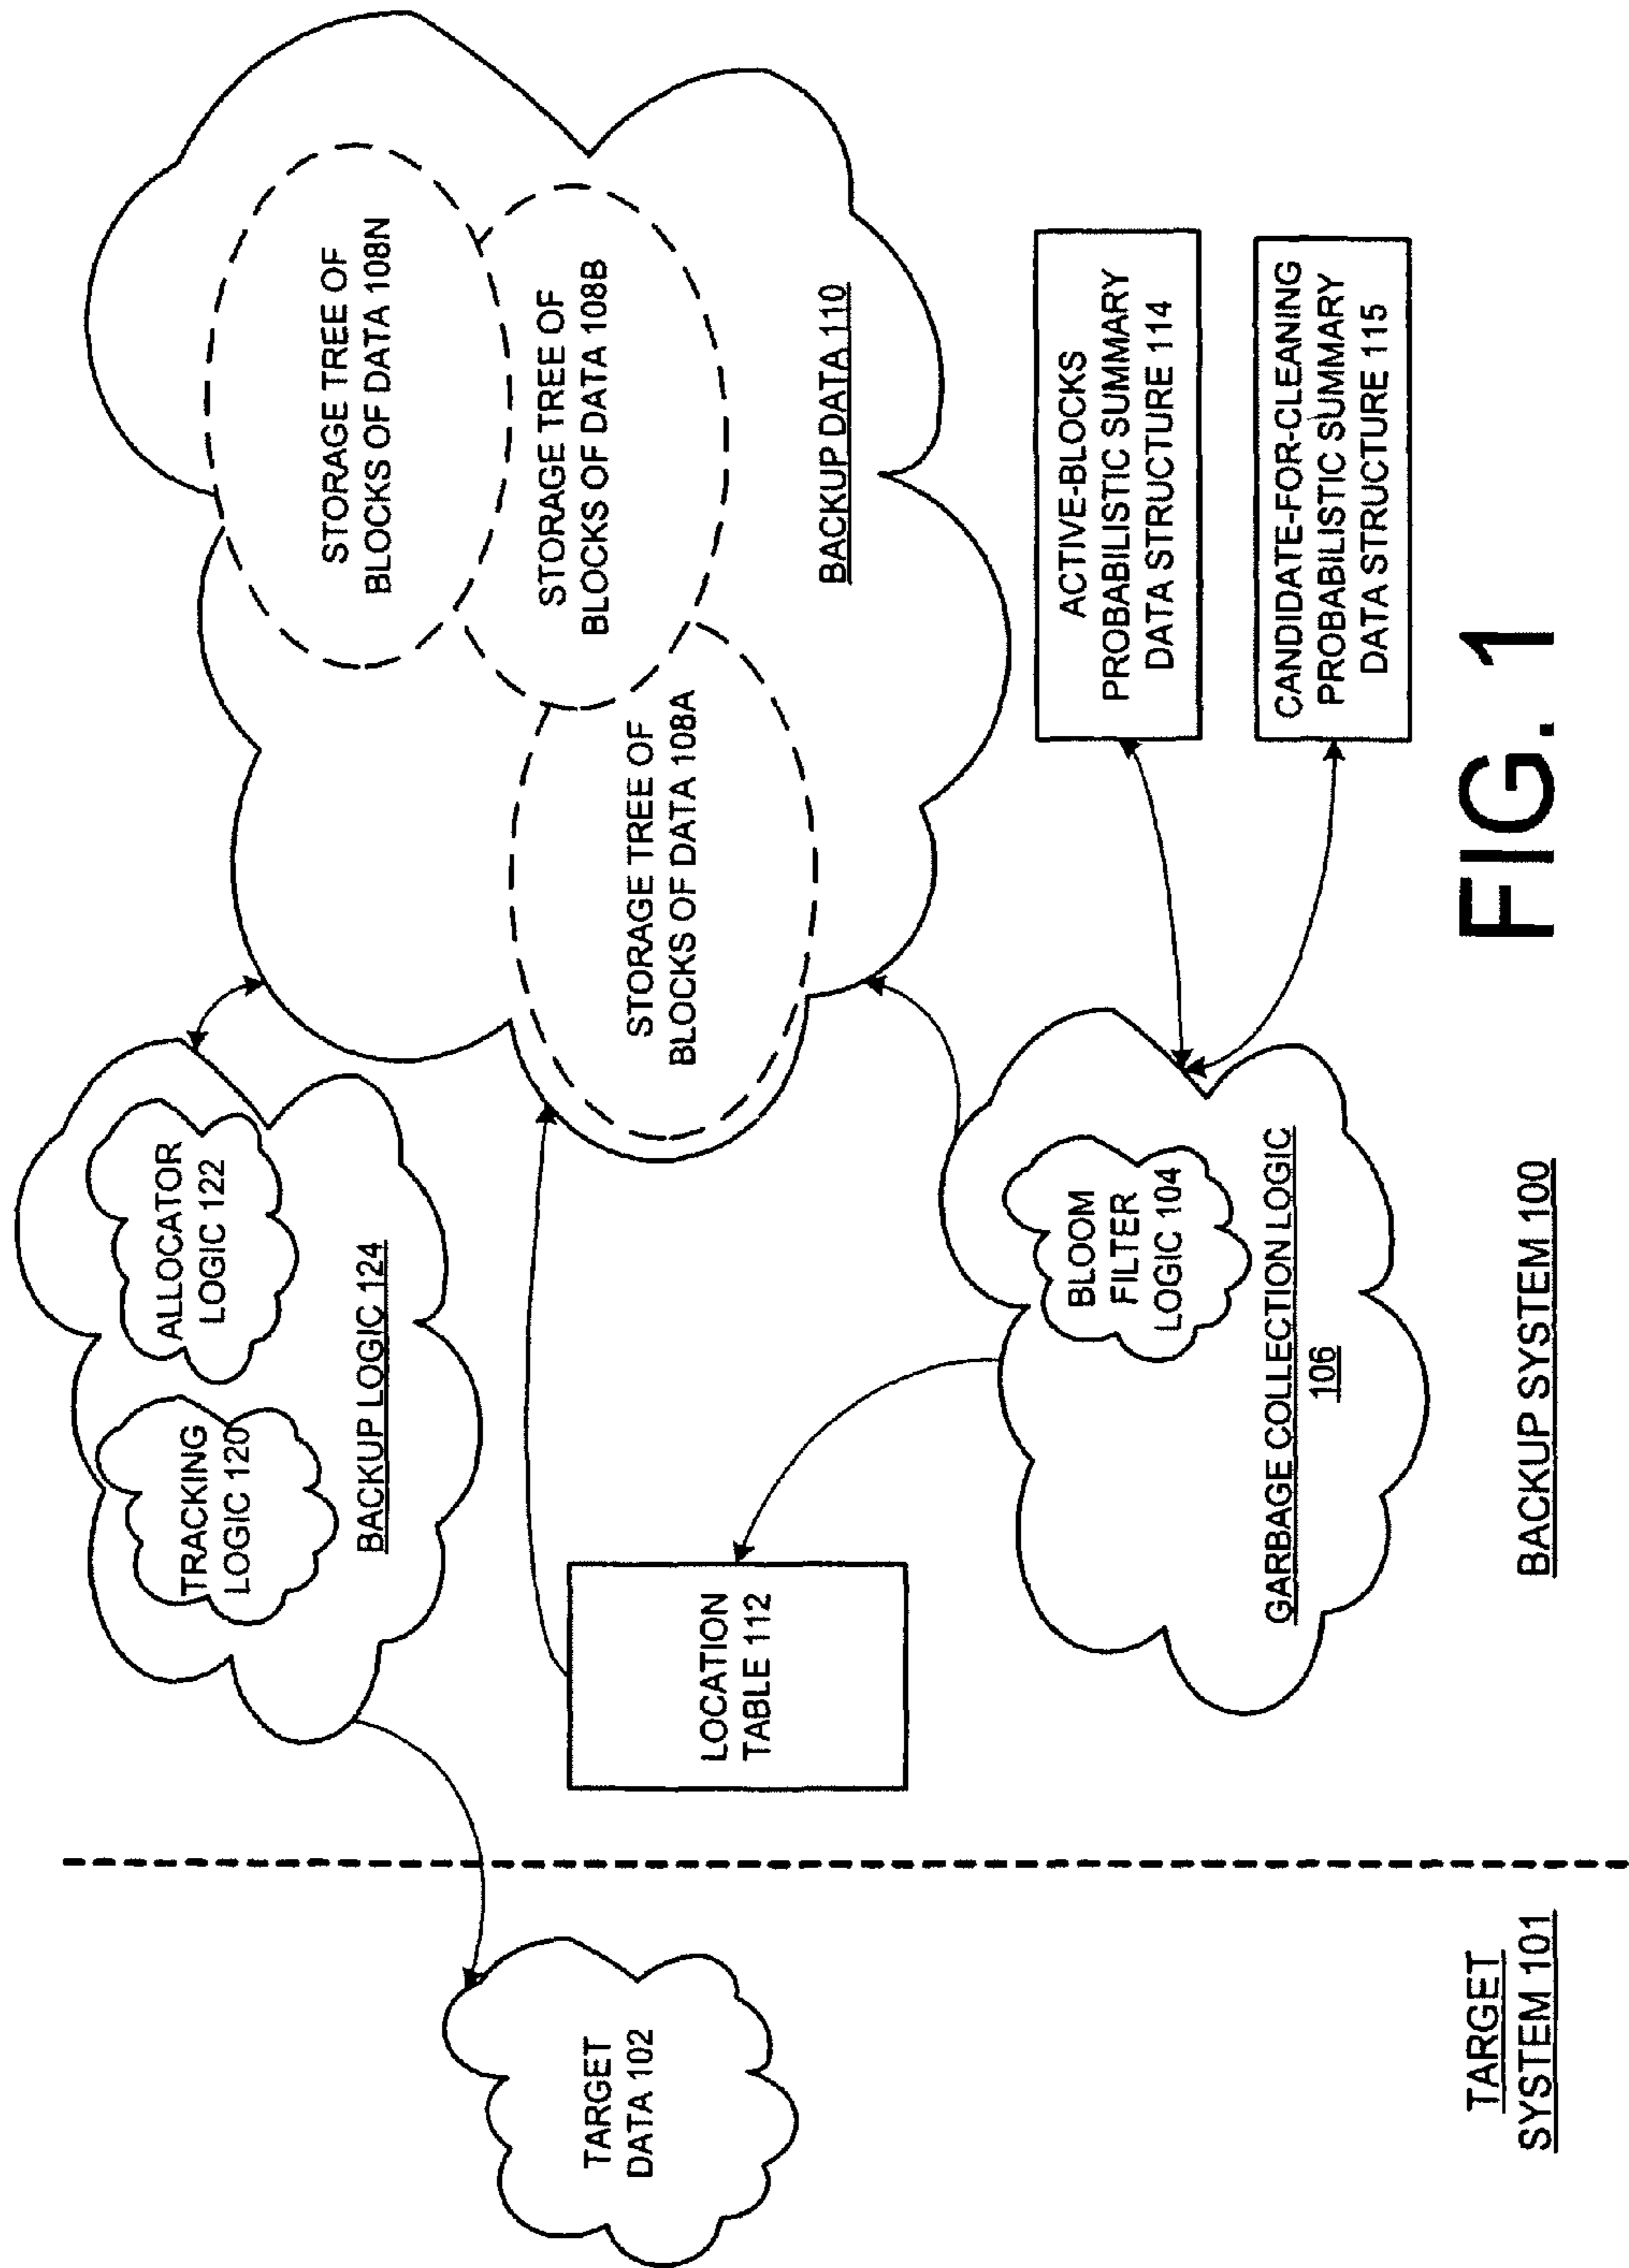 TARGET
DATA 102
TARGET
SYSTEM 101
TRACKING
LOGIC 120
ALLOCATOR
LOGIC 122
BACKUP LOGIC 124
LOCATION
TABLE 112
BLOOM
FILTER
LOGIC 104
GARBAGE COLLECTION LOGIC
106
BACKUP SYSTEM 100
STORAGE TREE OF
BLOCKS OF DATA 108N
STORAGE TREE OF
BLOCKS OF DATA 108B
STORAGE TREE OF
BLOCKS OF DATA 108A
BACKUP DATA 110
ACTIVE-BLOCKS
PROBABILISTIC SUMMARY
DATA STRUCTURE 114
CANDIDATE-FOR-CLEANING
PROBABILISTIC SUMMARY
DATA STRUCTURE 115
FIG. 1